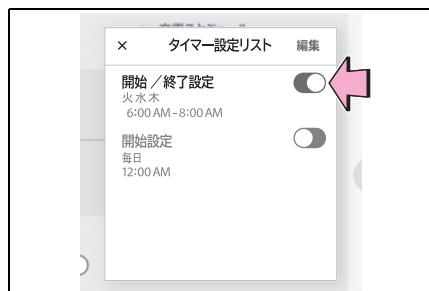 × タイマー設定リスト 編集
開始／終了設定
火水木
6:00 AM - 8:00 AM
開始設定
毎日
12:00 AM